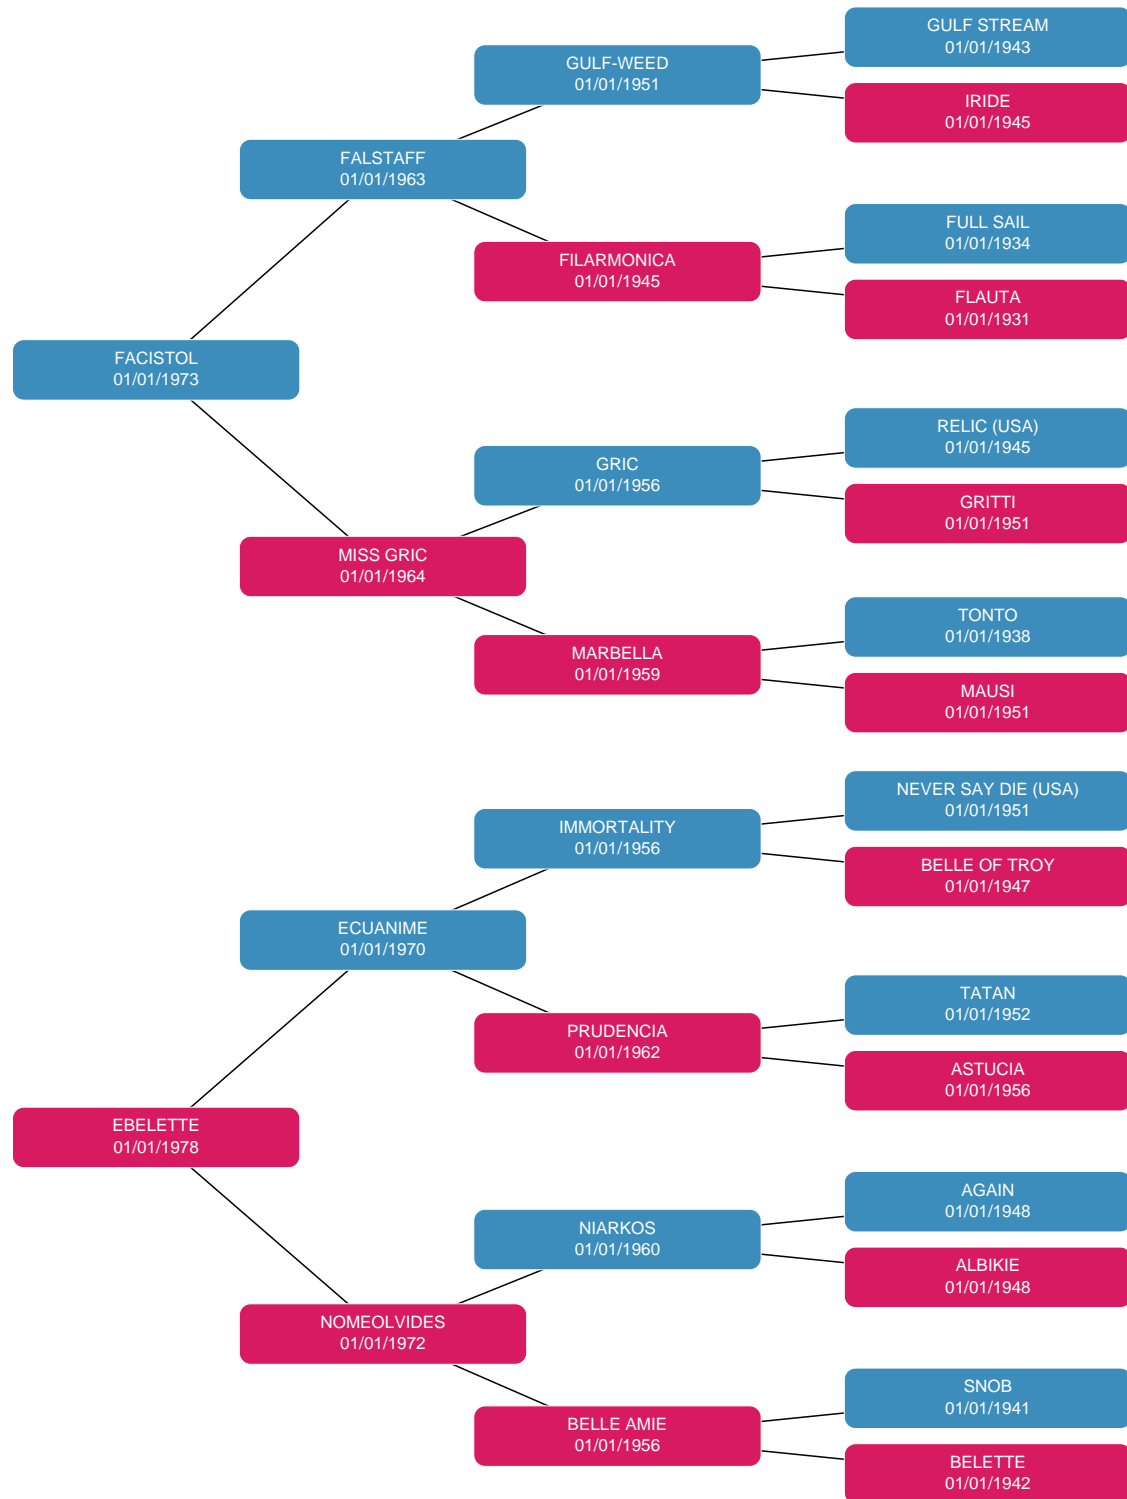 GULF STREAM
01/01/1943
GULF-WEED
01/01/1951
IRIDE
01/01/1945
FALSTAFF
01/01/1963
FULL SAIL
01/01/1934
FILARMONICA
01/01/1945
FLAUTA
01/01/1931
FACISTOL
01/01/1973
RELIC (USA)
01/01/1945
GRIC
01/01/1956
GRITTI
01/01/1951
MISS GRIC
01/01/1964
TONTO
01/01/1938
MARBELLA
01/01/1959
MAUSI
01/01/1951
NEVER SAY DIE (USA)
01/01/1951
IMMORTALITY
01/01/1956
BELLE OF TROY
01/01/1947
ECUANIME
01/01/1970
TATAN
01/01/1952
PRUDENCIA
01/01/1962
ASTUCIA
01/01/1956
EBELETTE
01/01/1978
AGAIN
01/01/1948
NIARKOS
01/01/1960
ALBIKIE
01/01/1948
NOMEOLVIDES
01/01/1972
SNOB
01/01/1941
BELLE AMIE
01/01/1956
BELETTE
01/01/1942